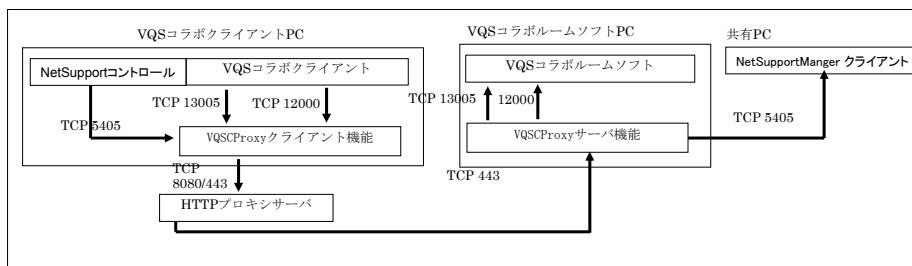 VQSコラボクライアントPC
NetSupportコントロール
VQSコラボクライアント
TCP 13005
TCP 12000
TCP 5405
VQSCProxyクライアント機能
TCP
8080/443
HTTPプロキシサーバ
VQSコラボルームソフトPC
VQSコラボルームソフト
TCP 13005
12000
VQSCProxyサーバ機能
TCP 443
TCP 5405
共有PC
NetSupportManger クライアント